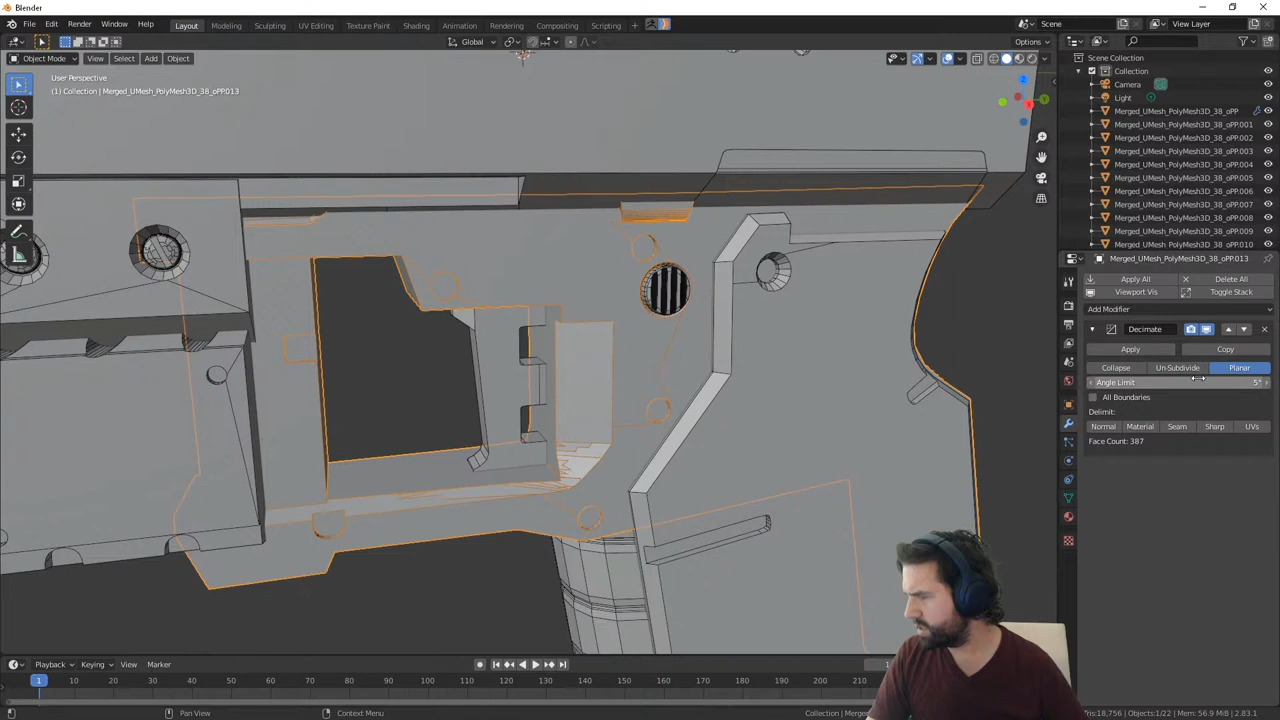 Blender
File Edit Render Window Help Layout Modeling Sculpting UV Editing Texture Paint Shading Animation Rendering Compositing Scripting + Scene View Layer
Global Options
Object Mode View Select Add Object
User Perspective
(1) Collection | Merged_UMesh_PolyMesh3D_38_oPP.013
Scene Collection
Collection
Camera
Light
Merged_UMesh_PolyMesh3D_38_oPP
Merged_UMesh_PolyMesh3D_38_oPP.001
Merged_UMesh_PolyMesh3D_38_oPP.002
Merged_UMesh_PolyMesh3D_38_oPP.003
Merged_UMesh_PolyMesh3D_38_oPP.004
Merged_UMesh_PolyMesh3D_38_oPP.005
Merged_UMesh_PolyMesh3D_38_oPP.006
Merged_UMesh_PolyMesh3D_38_oPP.007
Merged_UMesh_PolyMesh3D_38_oPP.008
Merged_UMesh_PolyMesh3D_38_oPP.009
Merged_UMesh_PolyMesh3D_38_oPP.010
Merged_UMesh_PolyMesh3D_38_oPP.013
Apply All Delete All
Viewport Vis Toggle Stack
Add Modifier
Decimate
Apply Copy
Collapse Un-Subdivide Planar
Angle Limit 5°
All Boundaries
Delimit:
Normal Material Seam Sharp UVs
Face Count: 387
Playback Keying View Marker 1
1 10 20 30 40 50 60 70 80 90 100 110 120 130 140 150 160 170 180 190 200 210
Pan View Context Menu Collection | Merged_UMesh_PolyMesh3D_38_oPP Tris:18,756 | Objects:1/22 | Mem: 56.9 MiB | 2.83.1